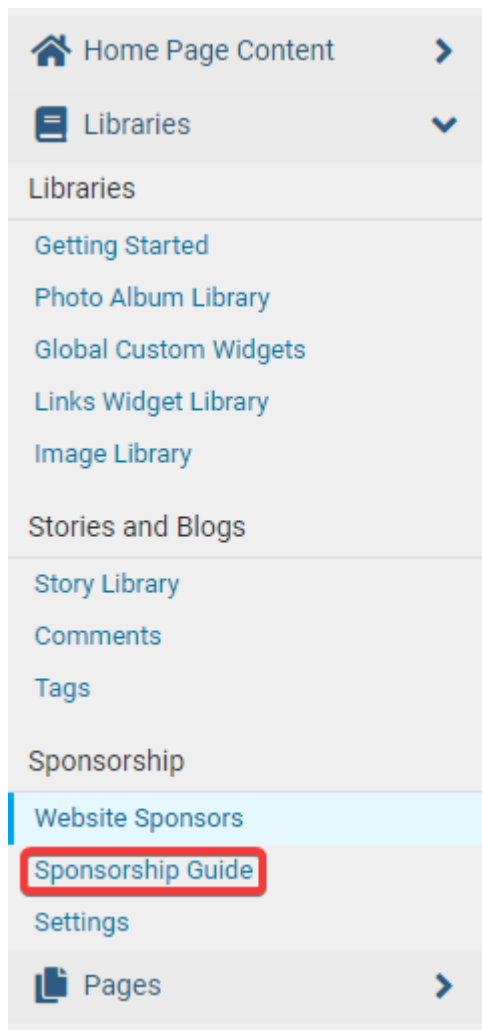 Home Page Content
Libraries
Libraries
Getting Started
Photo Album Library
Global Custom Widgets
Links Widget Library
Image Library
Stories and Blogs
Story Library
Comments
Tags
Sponsorship
Website Sponsors
Sponsorship Guide
Settings
Pages